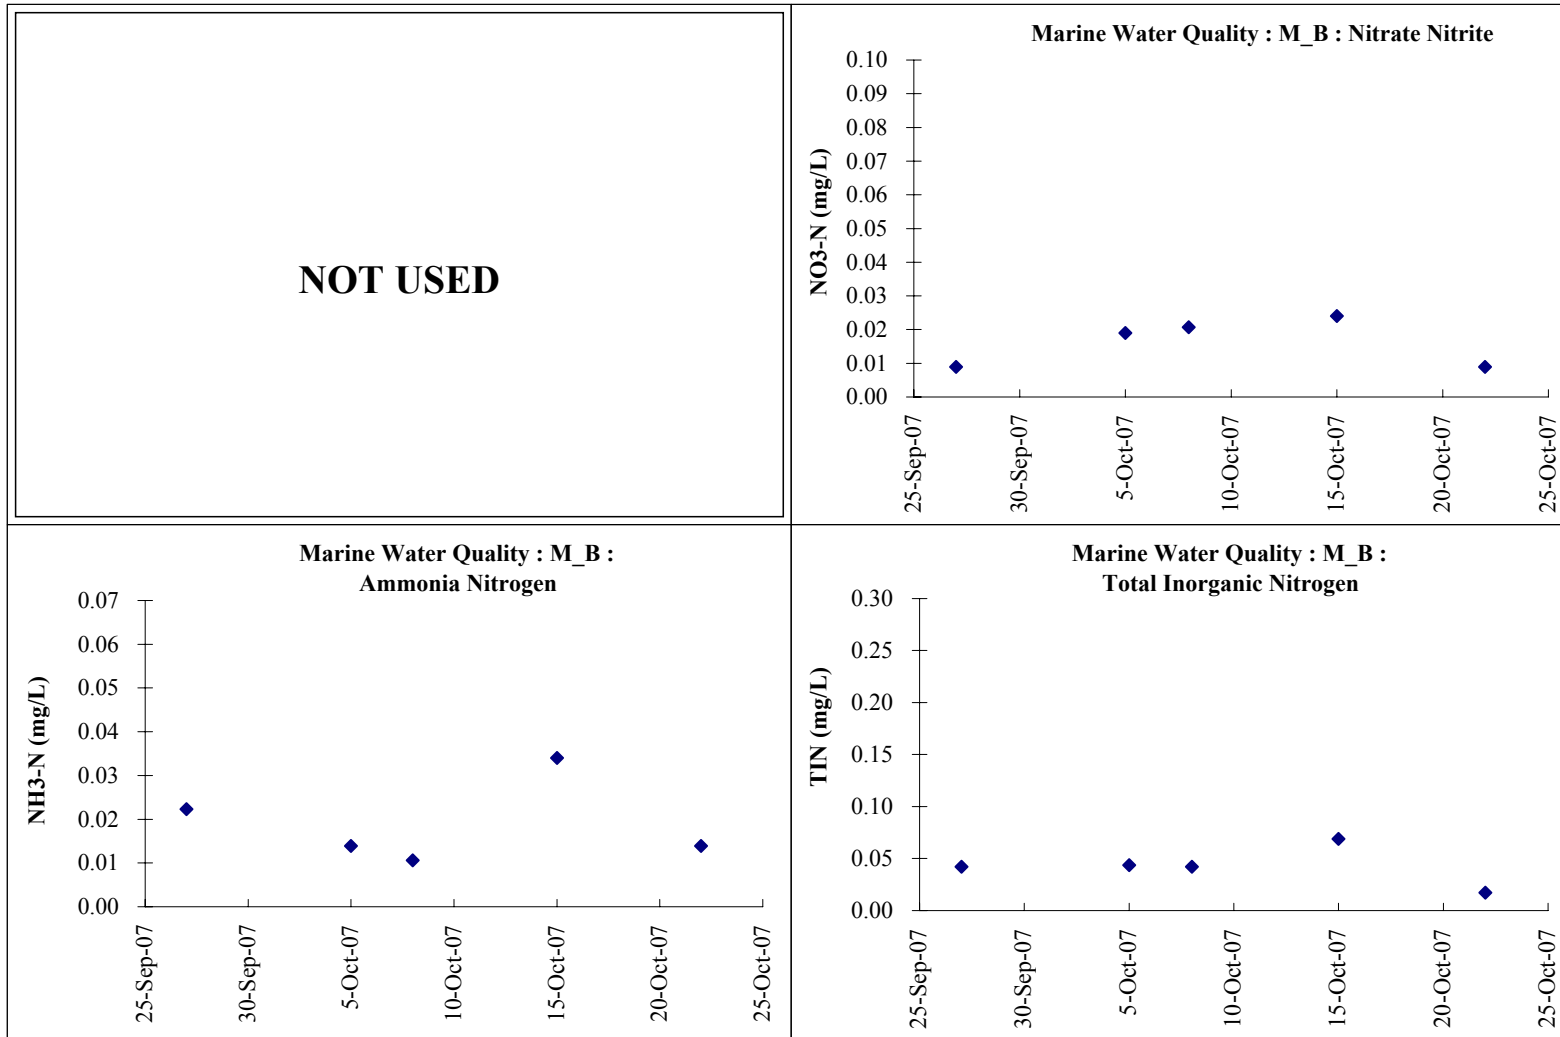 NOT USED
Marine Water Quality : M_B : Nitrate Nitrite
NO3-N (mg/L)
0.10
0.09
0.08
0.07
0.06
0.05
0.04
0.03
0.02
0.01
0.00
25-Sep-07
30-Sep-07
5-Oct-07
10-Oct-07
15-Oct-07
20-Oct-07
25-Oct-07
Marine Water Quality : M_B :
Ammonia Nitrogen
NH3-N (mg/L)
0.07
0.06
0.05
0.04
0.03
0.02
0.01
0.00
25-Sep-07
30-Sep-07
5-Oct-07
10-Oct-07
15-Oct-07
20-Oct-07
25-Oct-07
Marine Water Quality : M_B :
Total Inorganic Nitrogen
TIN (mg/L)
0.30
0.25
0.20
0.15
0.10
0.05
0.00
25-Sep-07
30-Sep-07
5-Oct-07
10-Oct-07
15-Oct-07
20-Oct-07
25-Oct-07